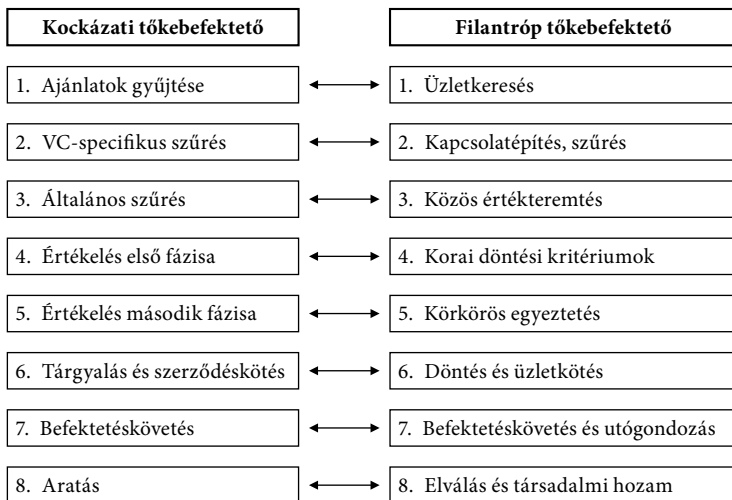 Kockázati tőkebefektető
Filantróp tőkebefektető
1. Ajánlatok gyűjtése
1. Üzletkeresés
2. VC-specifikus szűrés
2. Kapcsolatépítés, szűrés
3. Általános szűrés
3. Közös értékteremtés
4. Értékelés első fázisa
4. Korai döntési kritériumok
5. Értékelés második fázisa
5. Körkörös egyeztetés
6. Tárgyalás és szerződéskötés
6. Döntés és üzletkötés
7. Befektetéskövetés
7. Befektetéskövetés és utógondozás
8. Aratás
8. Elválás és társadalmi hozam